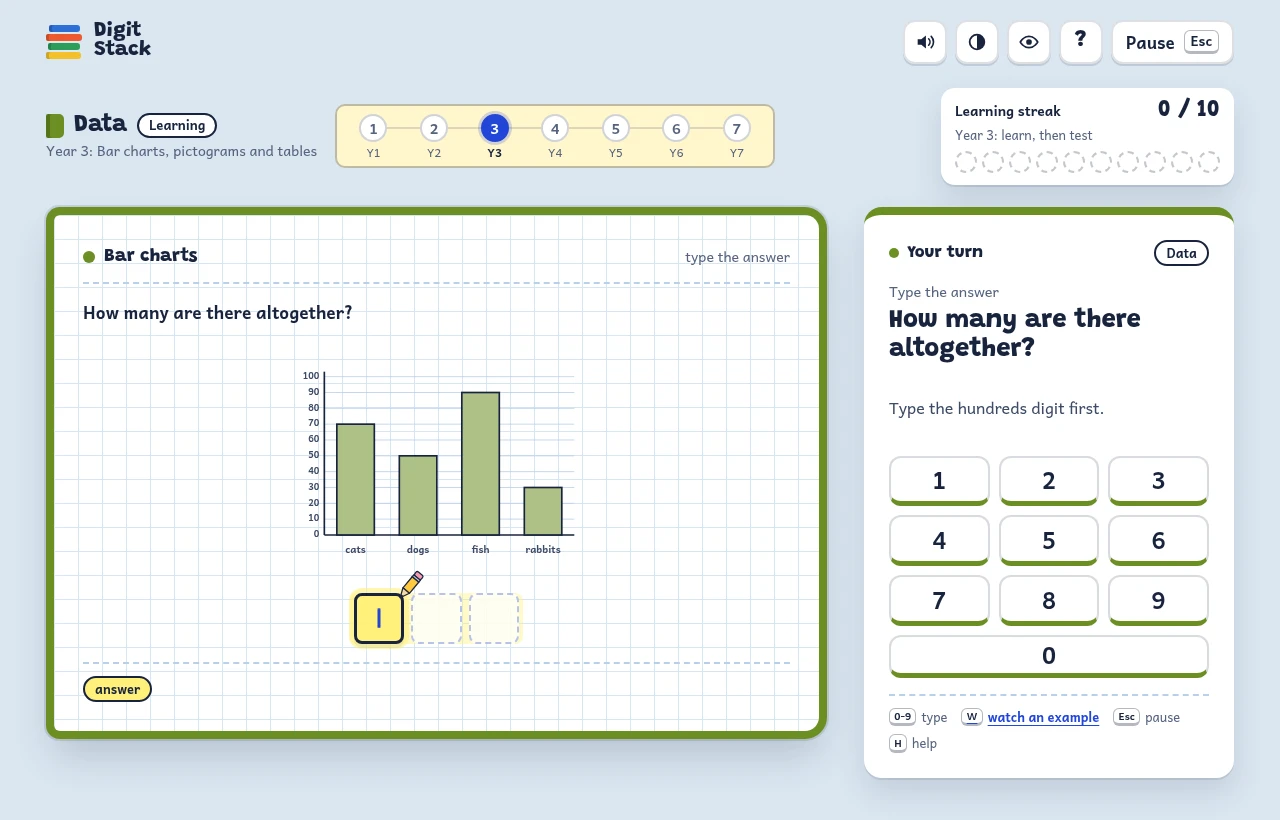 Digit
Stack
?
Pause Esc
Data Learning
Year 3: Bar charts, pictograms and tables
1 2 3 4 5 6 7
Y1 Y2 Y3 Y4 Y5 Y6 Y7
Learning streak 0 / 10
Year 3: learn, then test
Bar charts
type the answer
How many are there altogether?
100
90
80
70
60
50
40
30
20
10
0
cats dogs fish rabbits
answer
Your turn Data
Type the answer
How many are there
altogether?
Type the hundreds digit first.
1 2 3
4 5 6
7 8 9
0
0-9 type W watch an example Esc pause
H help